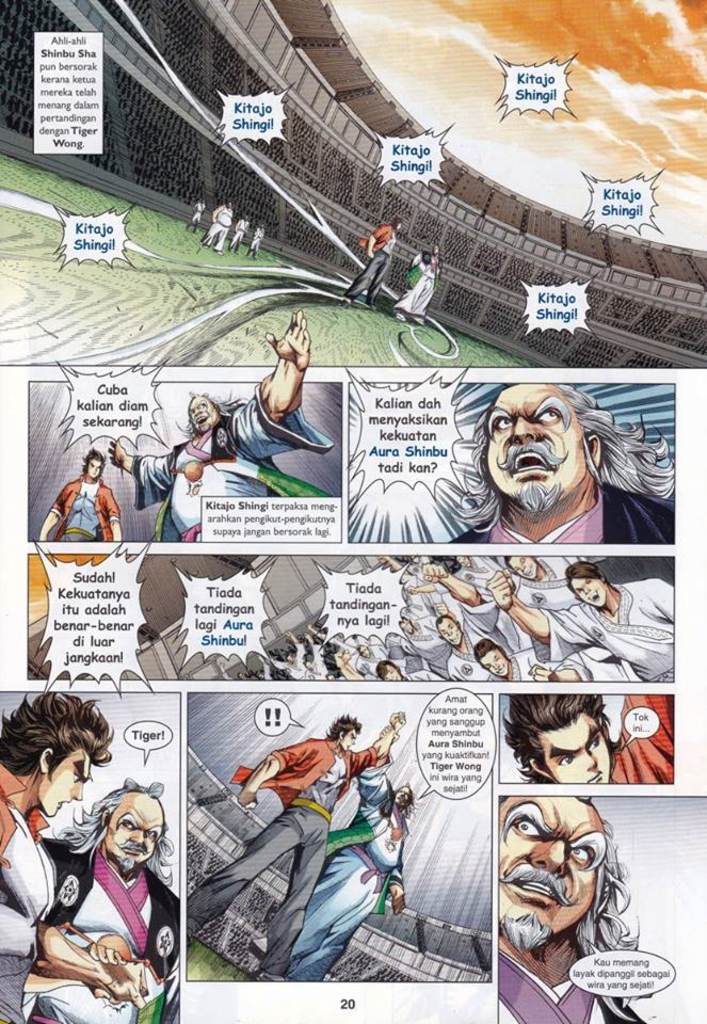 Ahli-ahli
Shinbu Sha
pun bersorak
kerana ketua
mereka telah
menang dalam
pertandingan
dengan Tiger
Wong.
Kitajo
Shingi!
Kitajo
Shingi!
Kitajo
Shingi!
Kitajo
Shingi!
Kitajo
Shingi!
Kitajo
Shingi!
Cuba
kalian diam
sekarang!
Kitajo Shingi terpaksa meng-
arahkan pengikut-pengikutnya
supaya jangan bersorak lagi.
Kalian dah
menyaksikan
kekuatan
Aura Shinbu
tadi kan?
Sudah!
Kekuatanya
itu adalah
benar-benar
di luar
jangkaan!
Tiada
tandingan
lagi Aura
Shinbu!
Tiada
tandingan-
nya lagi!
Tiger!
!!
Amat
kurang orang
yang sanggup
menyambut
Aura Shinbu
yang kuaktifkan!
Tiger Wong
ini wira yang
sejati!
Tok
ini...
Kau memang
layak dipanggil sebagai
wira yang sejati!
20